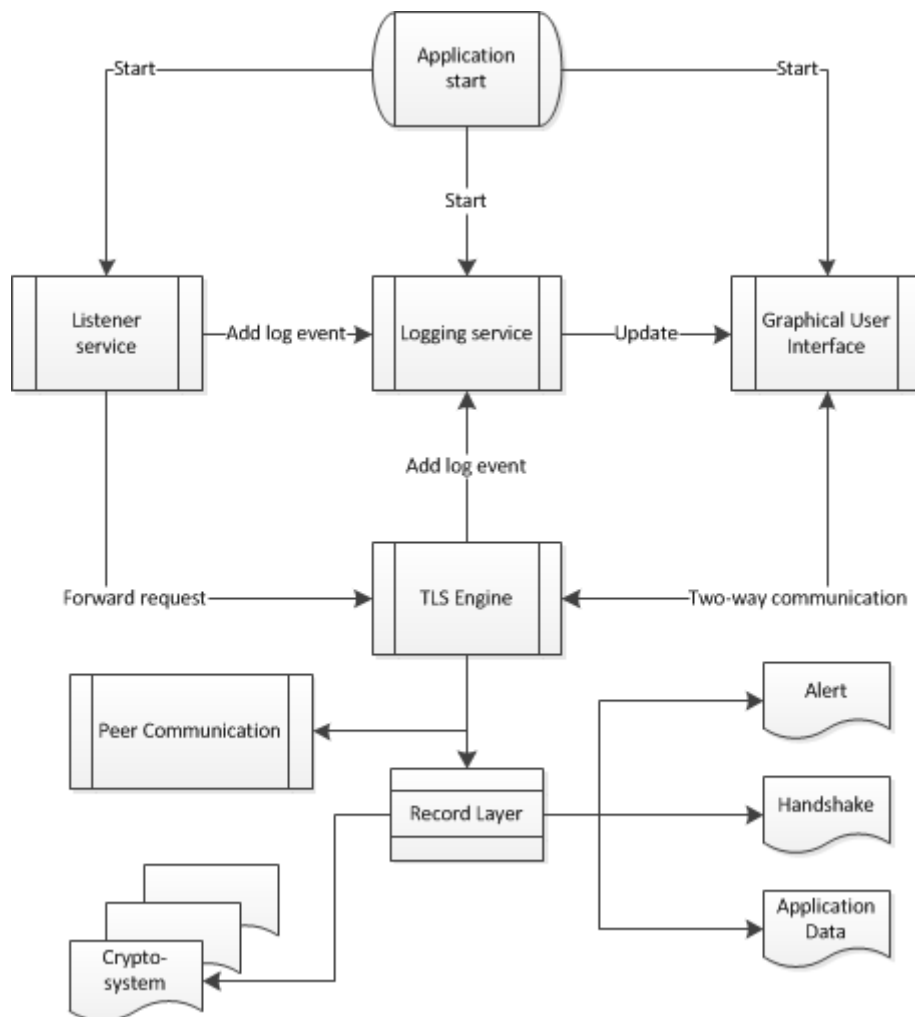 Application
start
Start
Start
Start
Listener
service
Add log event
Logging service
Update
Graphical User
Interface
Add log event
Forward request
TLS Engine
Two-way communication
Peer Communication
Alert
Record Layer
Handshake
Application
Data
Crypto-
system